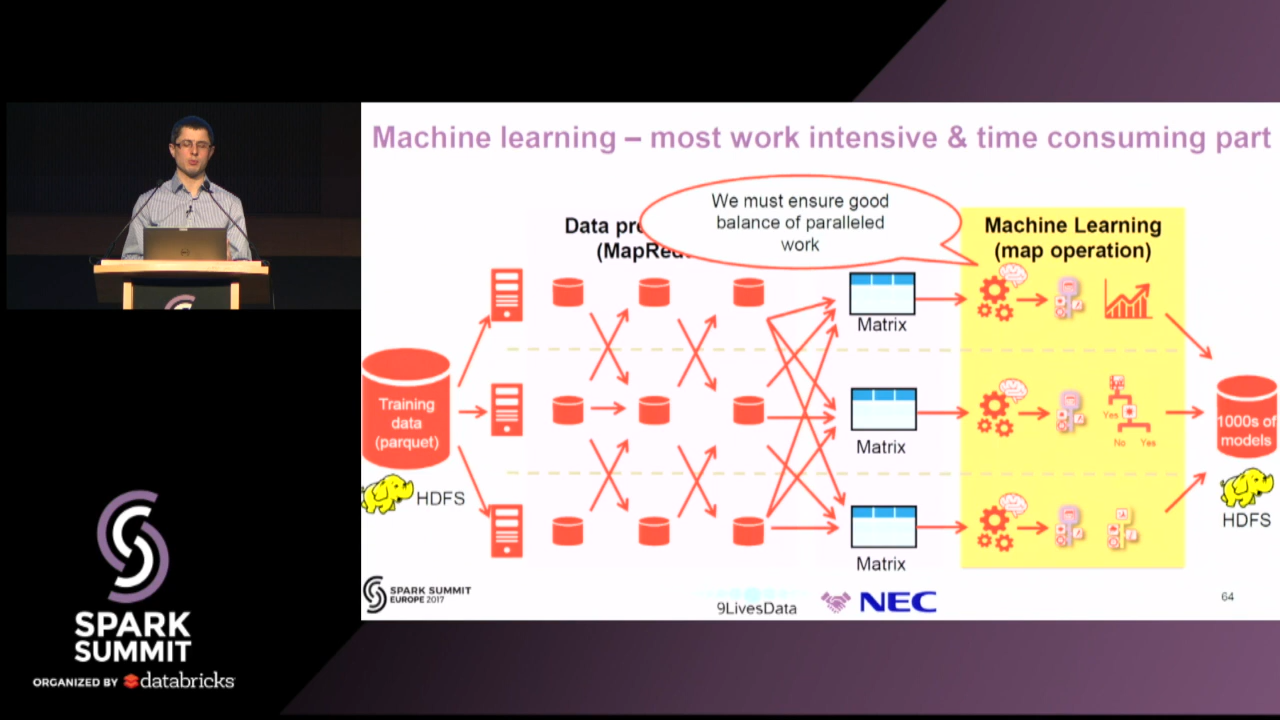 Machine learning – most work intensive & time consuming part
We must ensure good
balance of paralleled
work
Data pre
(MapRedu
Machine Learning
(map operation)
Training
data
(parquet)
HDFS
Matrix
Matrix
Matrix
Yes
No Yes
1000s of
models
HDFS
SPARK SUMMIT
EUROPE 2017
9LivesData
NEC
64
SPARK
SUMMIT
ORGANIZED BY databricks